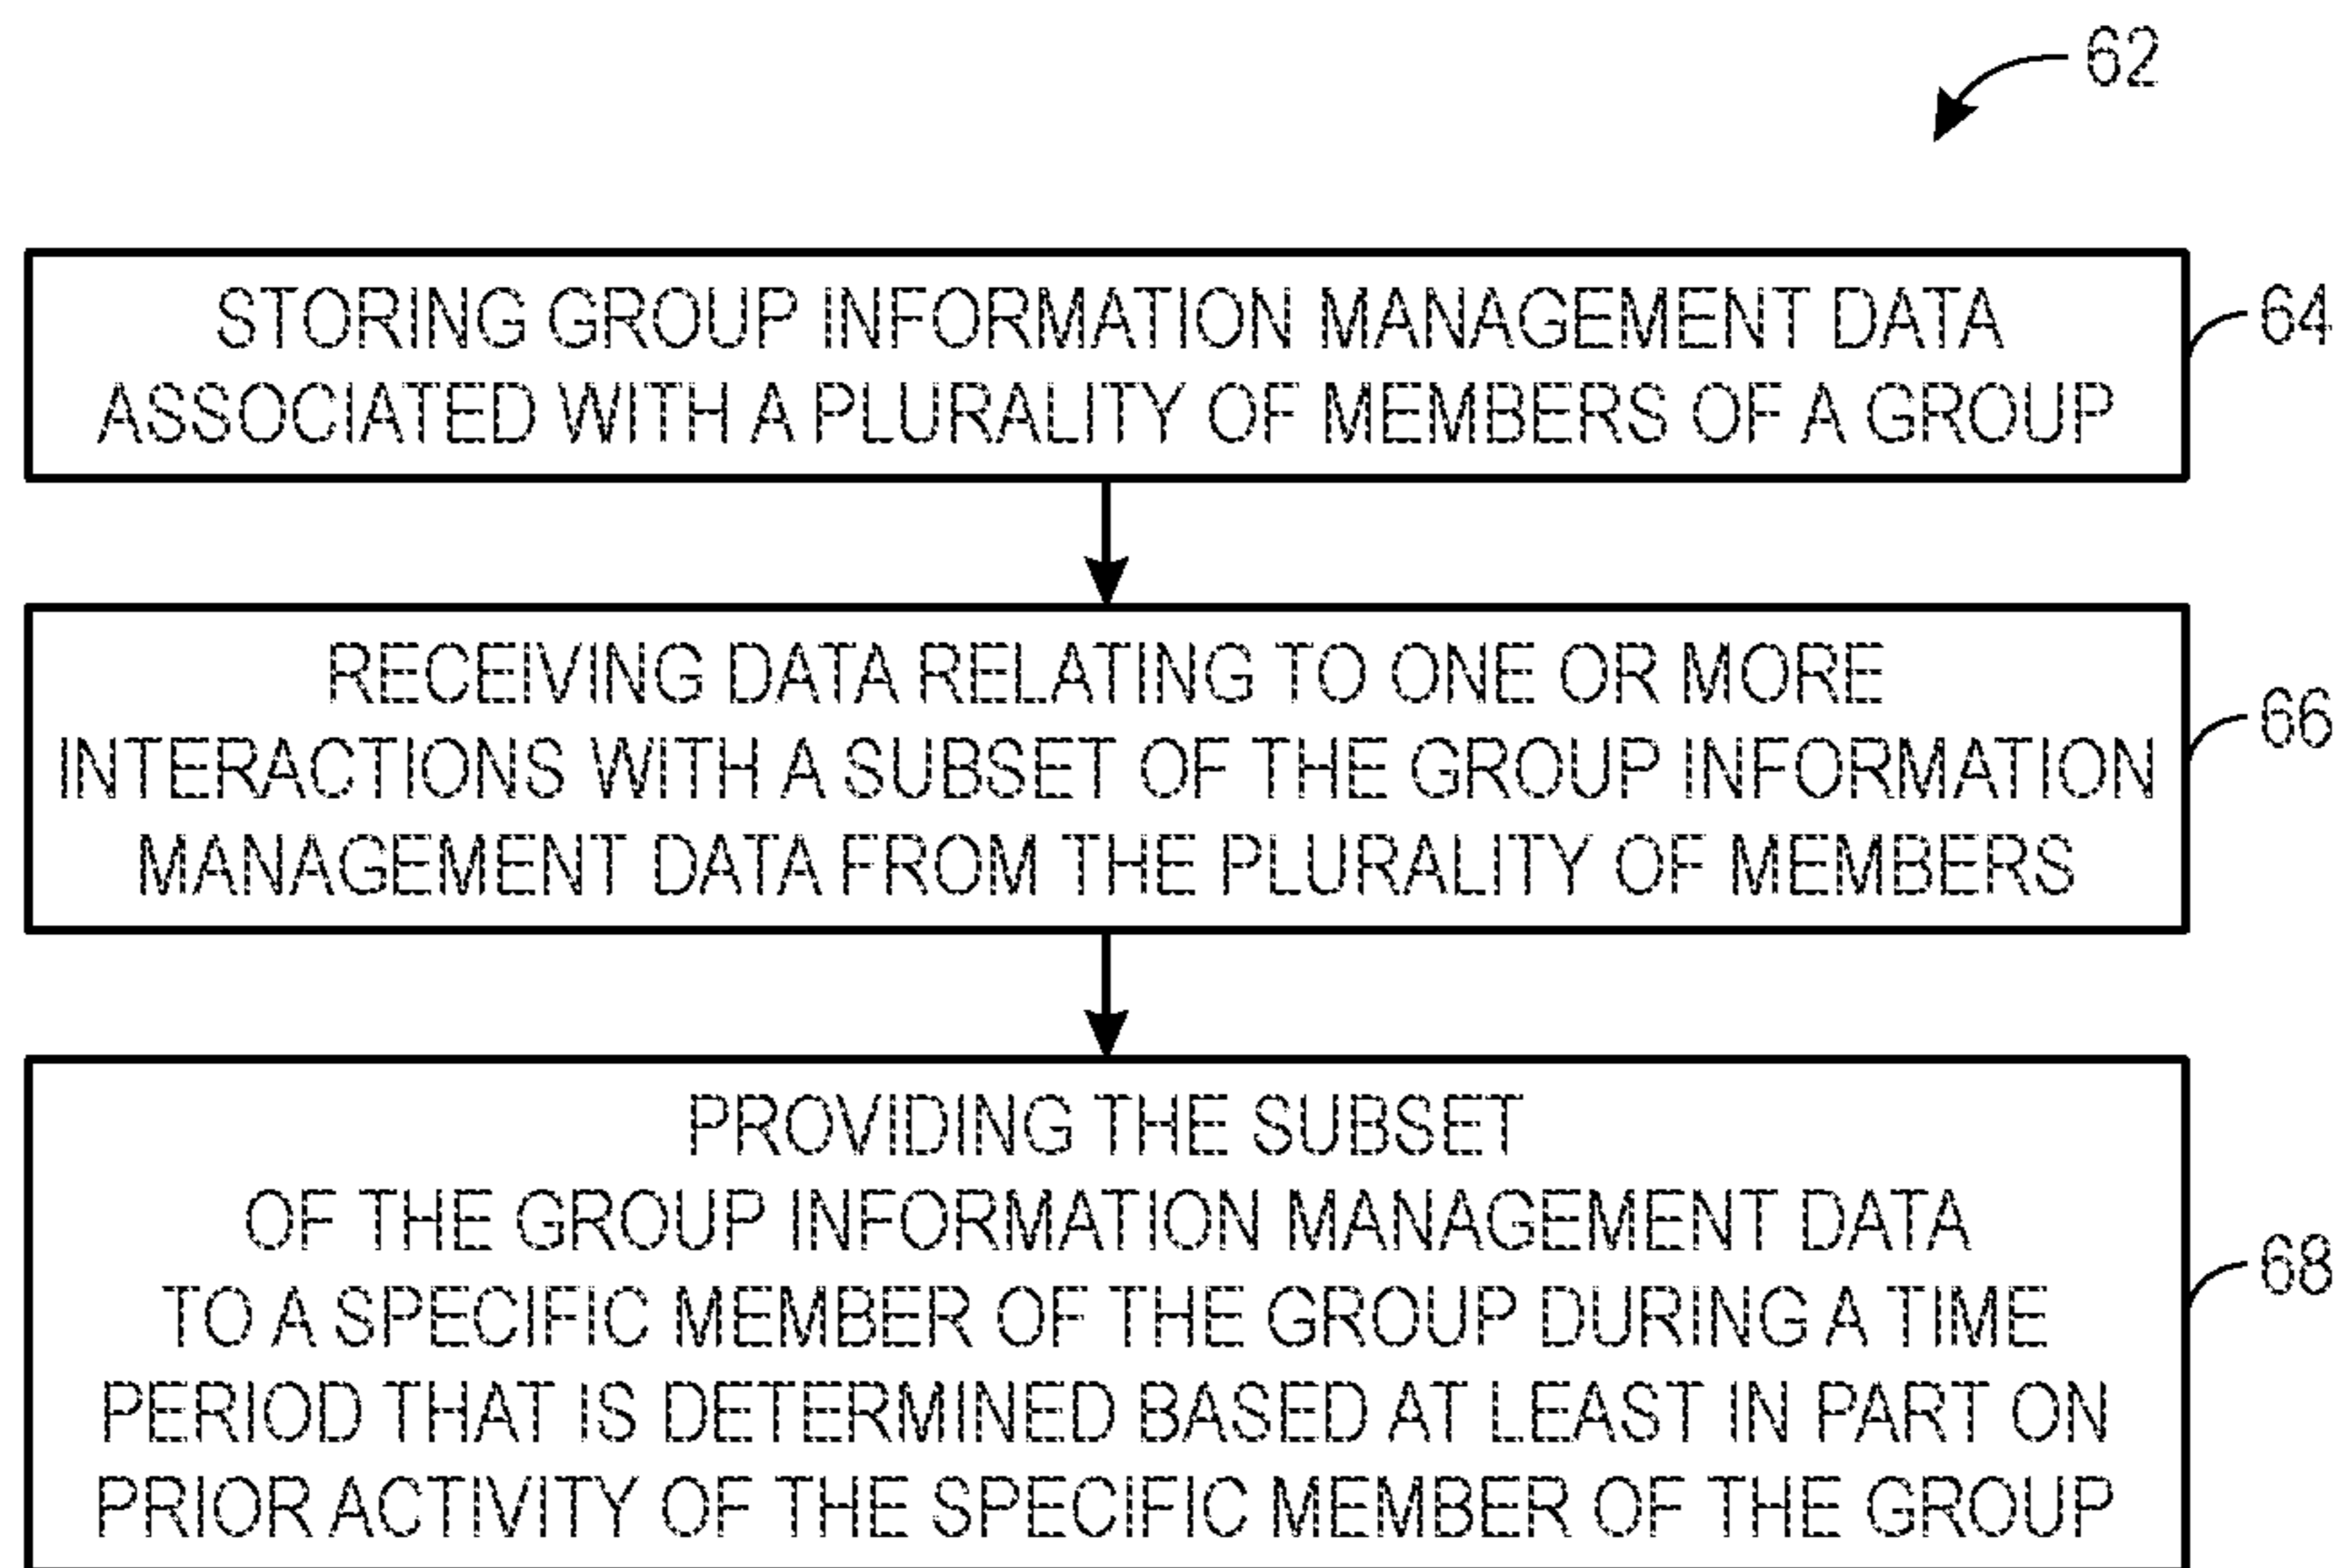 62
STORING GROUP INFORMATION MANAGEMENT DATA
ASSOCIATED WITH A PLURALITY OF MEMBERS OF A GROUP
64
RECEIVING DATA RELATING TO ONE OR MORE
INTERACTIONS WITH A SUBSET OF THE GROUP INFORMATION
MANAGEMENT DATA FROM THE PLURALITY OF MEMBERS
66
PROVIDING THE SUBSET
OF THE GROUP INFORMATION MANAGEMENT DATA
TO A SPECIFIC MEMBER OF THE GROUP DURING A TIME
PERIOD THAT IS DETERMINED BASED AT LEAST IN PART ON
PRIOR ACTIVITY OF THE SPECIFIC MEMBER OF THE GROUP
68